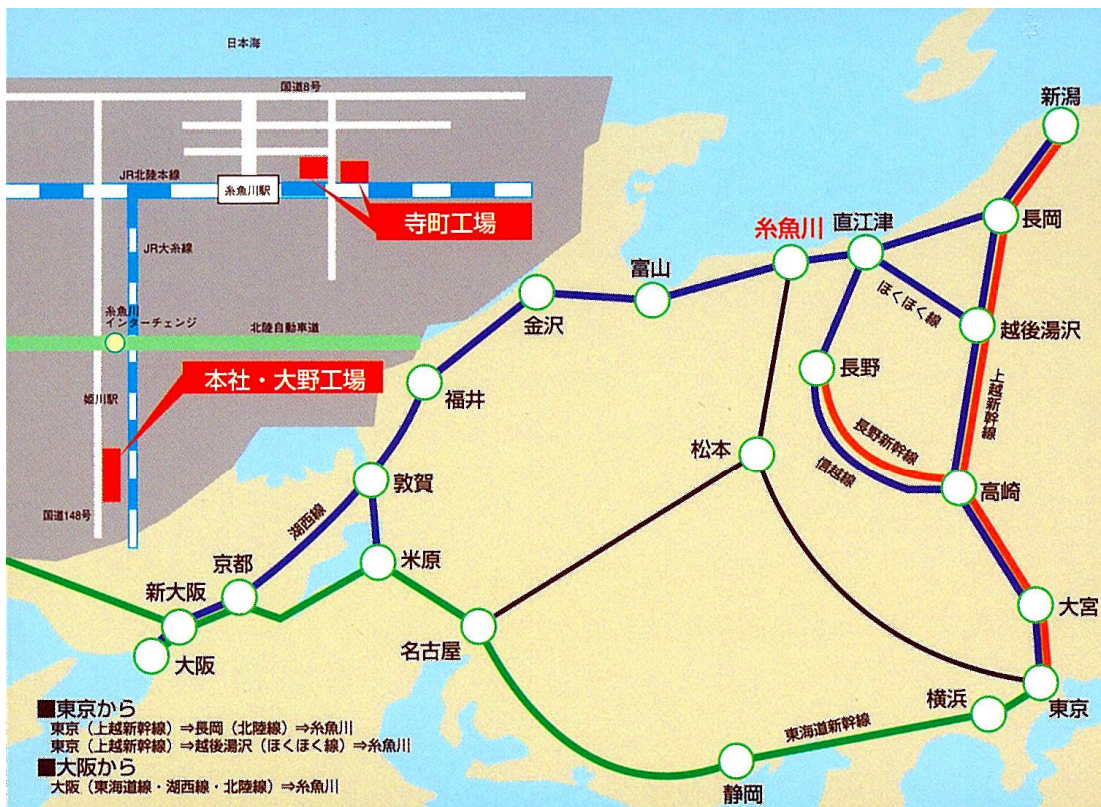 日本海
国道8号
JR北陸本線
糸魚川駅
寺町工場
JR大糸線
糸魚川
インターチェンジ
北陸自動車道
本社・大野工場
姫川駅
国道148号
新潟
長岡
糸魚川
直江津
富山
金沢
ほくほく線
越後湯沢
長野
福井
上越新幹線
長野新幹線
信越線
松本
敦賀
高崎
湖西線
京都
米原
新大阪
大宮
大阪
名古屋
横浜
東京
東海道新幹線
静岡
■東京から
東京(上越新幹線)⇒長岡(北陸線)⇒糸魚川
東京(上越新幹線)⇒越後湯沢(ほくほく線)⇒糸魚川
■大阪から
大阪(東海道線・湖西線・北陸線)⇒糸魚川